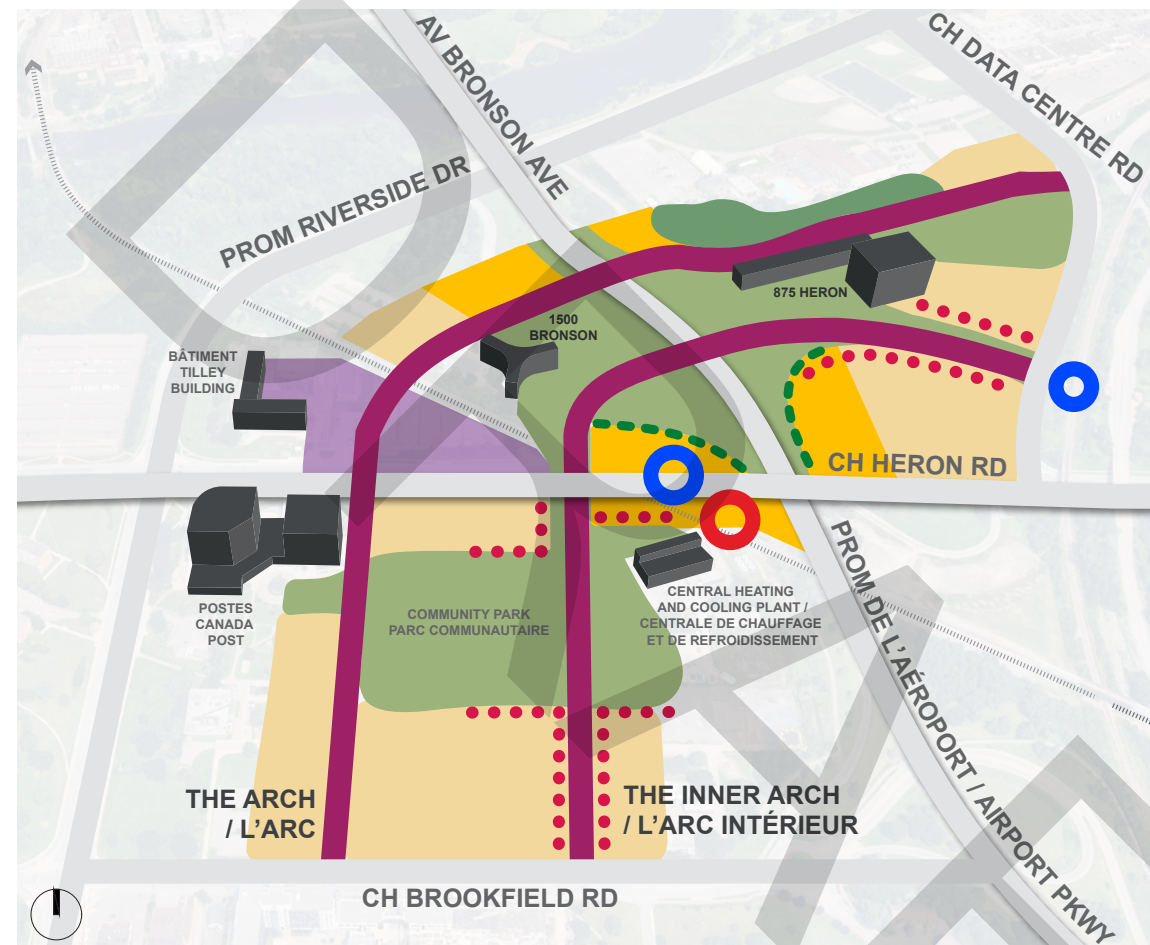 AV BRONSON AVE
CH DATA CENTRE RD
PROM RIVERSIDE DR
875 HERON
1500
BRONSON
BÂTIMENT
TILLEY
BUILDING
CH HERON RD
POSTES
CANADA
POST
COMMUNITY PARK
PARC COMMUNAUTAIRE
CENTRAL HEATING
AND COOLING PLANT /
CENTRALE DE CHAUFFAGE
ET DE REFROIDISSEMENT
PROM DE L'AÉROPORT / AIRPORT PKWY
THE ARCH
/ L'ARC
THE INNER ARCH
/ L'ARC INTÉRIEUR
CH BROOKFIELD RD